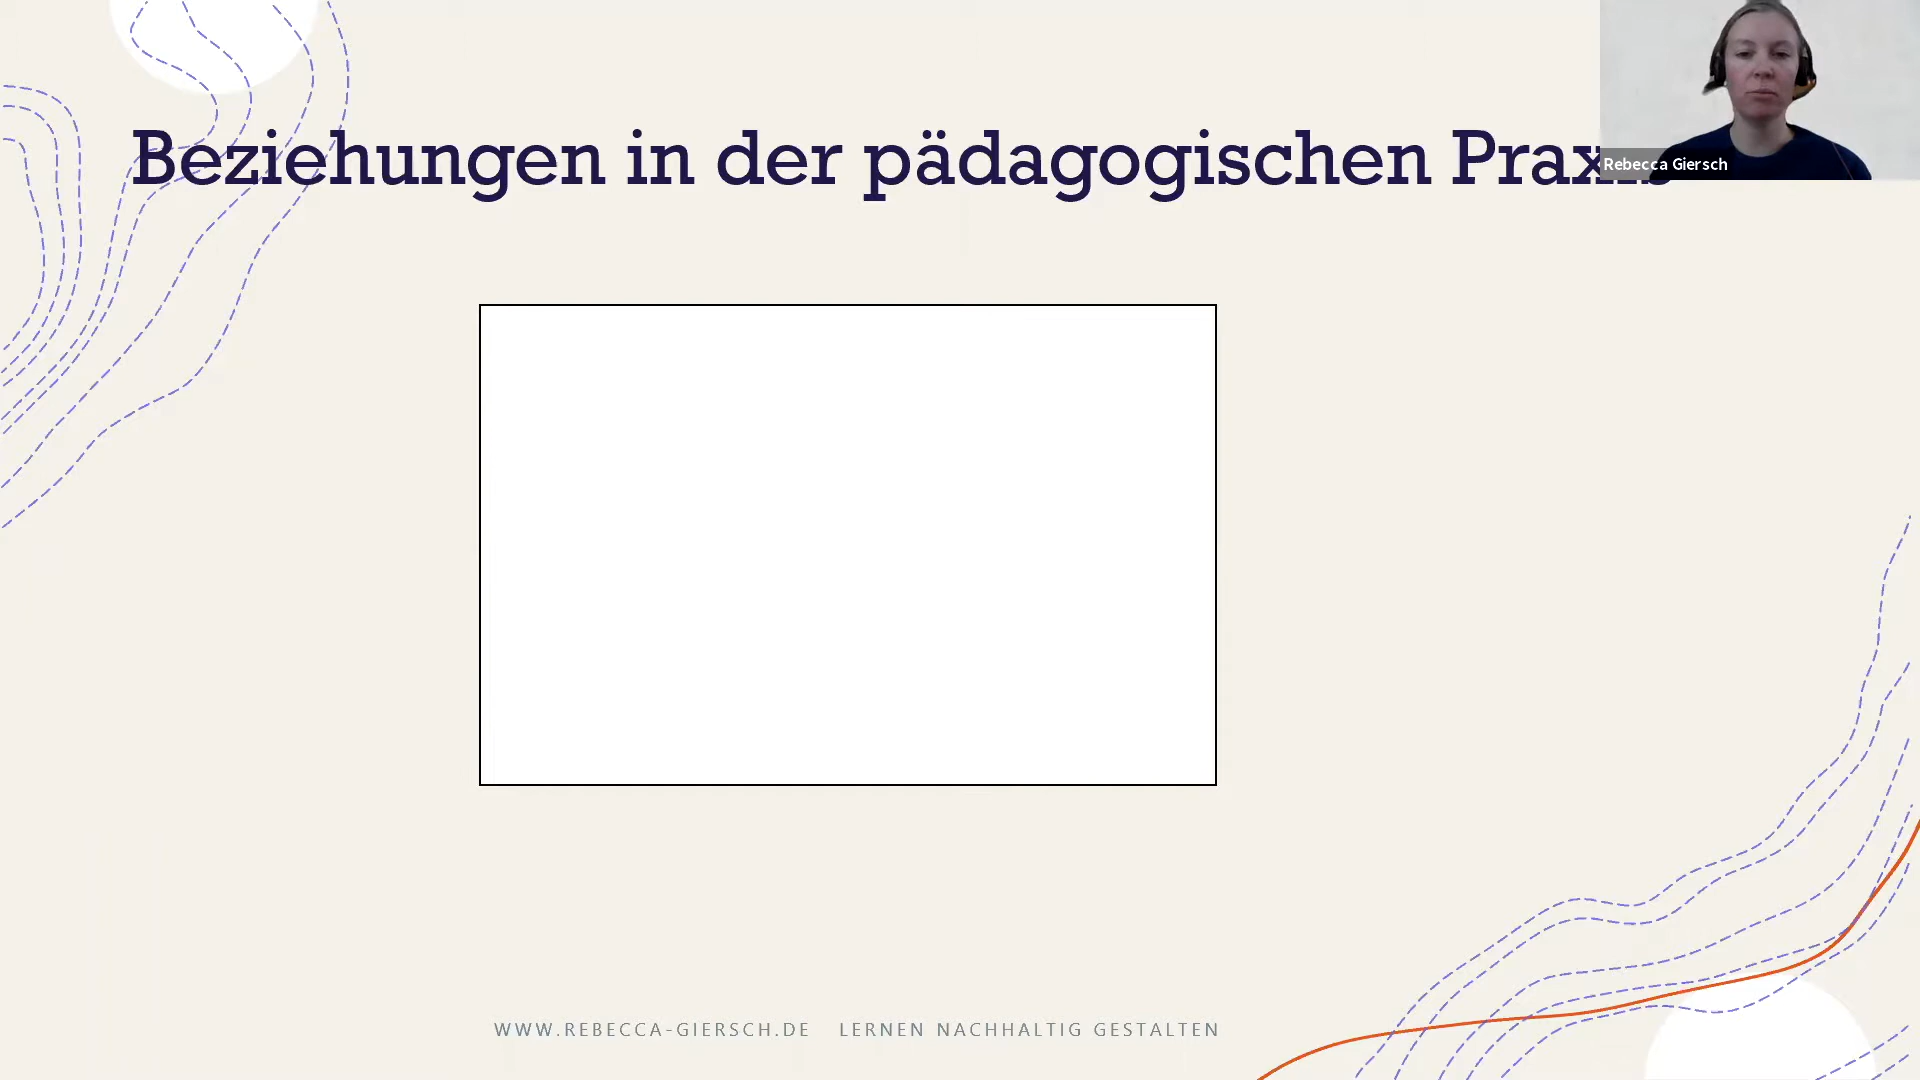 Beziehungen in der pädagogischen Praxis
Rebecca Giersch
WWW.REBECCA-GIERSCH.DE LERNEN NACHHALTIG GESTALTEN